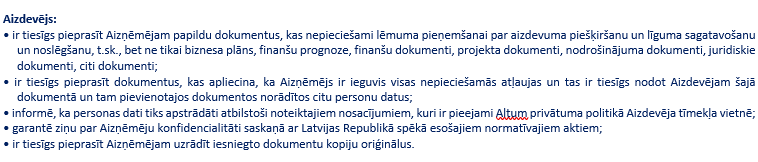 Aizdevējs:
• ir tiesīgs pieprasīt Aizņēmējam papildu dokumentus, kas nepieciešami lēmuma pieņemšanai par aizdevuma piešķiršanu un līguma sagatavošanu
un noslēgšanu, t.sk., bet ne tikai biznesa plāns, finanšu prognoze, finanšu dokumenti, projekta dokumenti, nodrošinājuma dokumenti, juridiskie
dokumenti, citi dokumenti;
• ir tiesīgs pieprasīt dokumentus, kas apliecina, ka Aizņēmējs ir ieguvis visas nepieciešamās atļaujas un tas ir tiesīgs nodot Aizdevējam šajā
dokumentā un tam pievienotajos dokumentos norādītos citu personu datus;
• informē, ka personas dati tiks apstrādāti atbilstoši noteiktajiem nosacījumiem, kuri ir pieejami Altum privātuma politikā Aizdevēja tīmekļa vietnē;
• garantē ziņu par Aizņēmēju konfidencialitāti saskaņā ar Latvijas Republikā spēkā esošajiem normatīvajiem aktiem;
• ir tiesīgs pieprasīt Aizņēmējam uzrādīt iesniegto dokumentu kopiju oriģinālus.